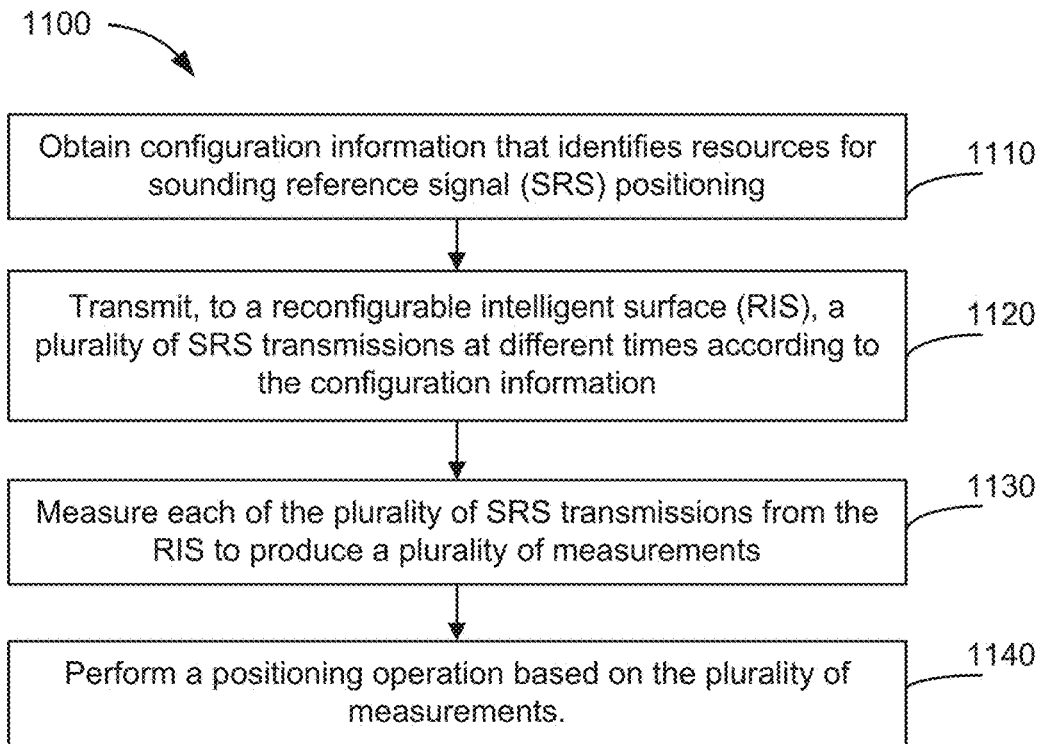 1100
Obtain configuration information that identifies resources for
sounding reference signal (SRS) positioning
1110
Transmit, to a reconfigurable intelligent surface (RIS), a
plurality of SRS transmissions at different times according to
the configuration information
1120
Measure each of the plurality of SRS transmissions from the
RIS to produce a plurality of measurements
1130
Perform a positioning operation based on the plurality of
measurements.
1140